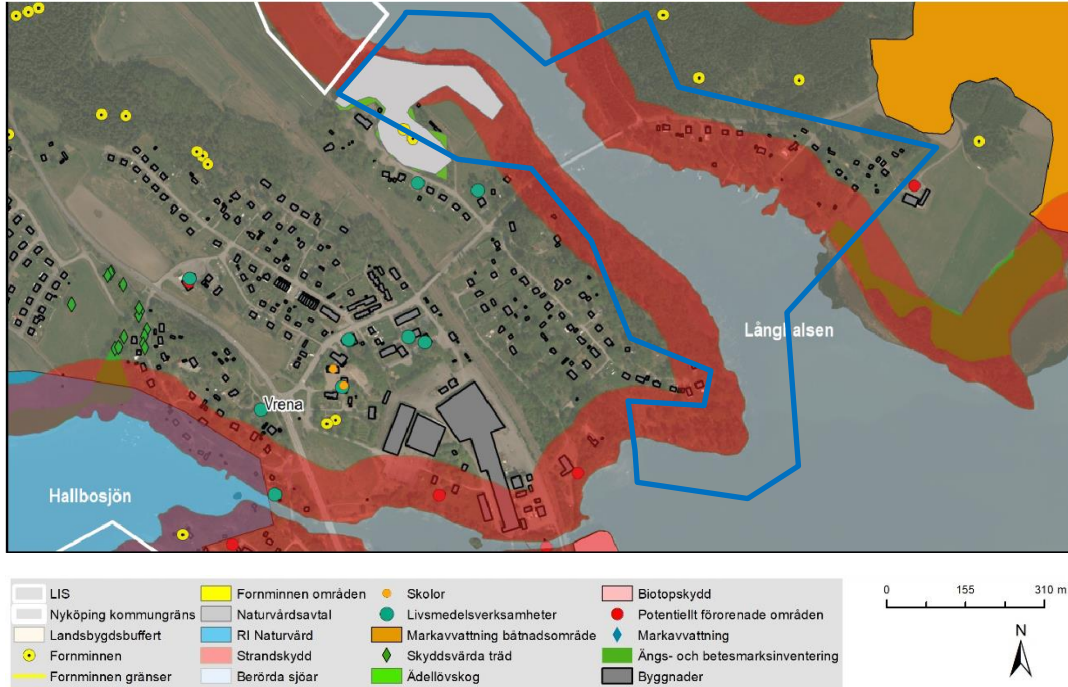 Långhalsen
Vrena
Hallbosjön
LIS
Nyköping kommungräns
Landsbygdsbuffert
Fornminnen
Fornminnen gränser
Fornminnen områden
Naturvårdsavtal
RI Naturvård
Strandskydd
Berörda sjöar
Skolor
Livsmedelsverksamheter
Markavvattning båtnadsområde
Skyddsvärda träd
Ädellövskog
Biotopskydd
Potentiellt förorenade områden
Markavvattning
Ängs- och betesmarksinventering
Byggnader
0 155 310 m
N